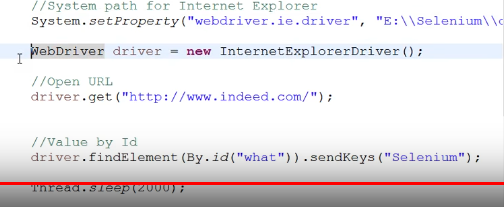 //System path for Internet Explorer
System.setProperty("webdriver.ie.driver", "E:\\Selenium\\
WebDriver driver = new InternetExplorerDriver();
//Open URL
driver.get("http://www.indeed.com/");
//Value by Id
driver.findElement(By.id("what")).sendKeys("Selenium");
Thread.sleep(2000);